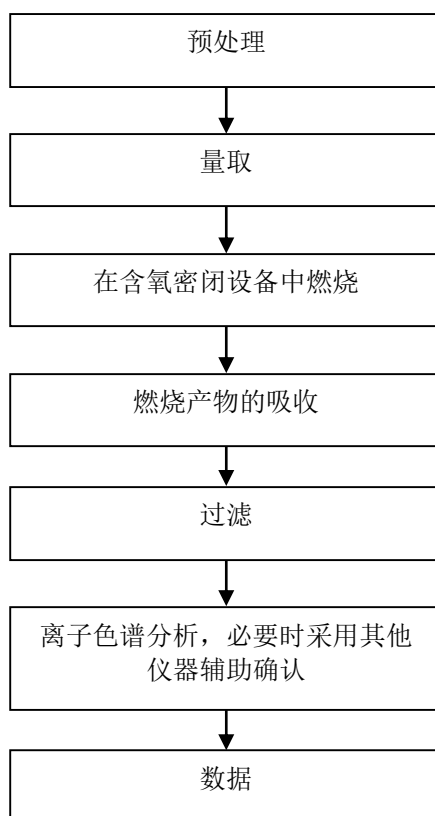 预处理
量取
在含氧密闭设备中燃烧
燃烧产物的吸收
过滤
离子色谱分析，必要时采用其他
仪器辅助确认
数据